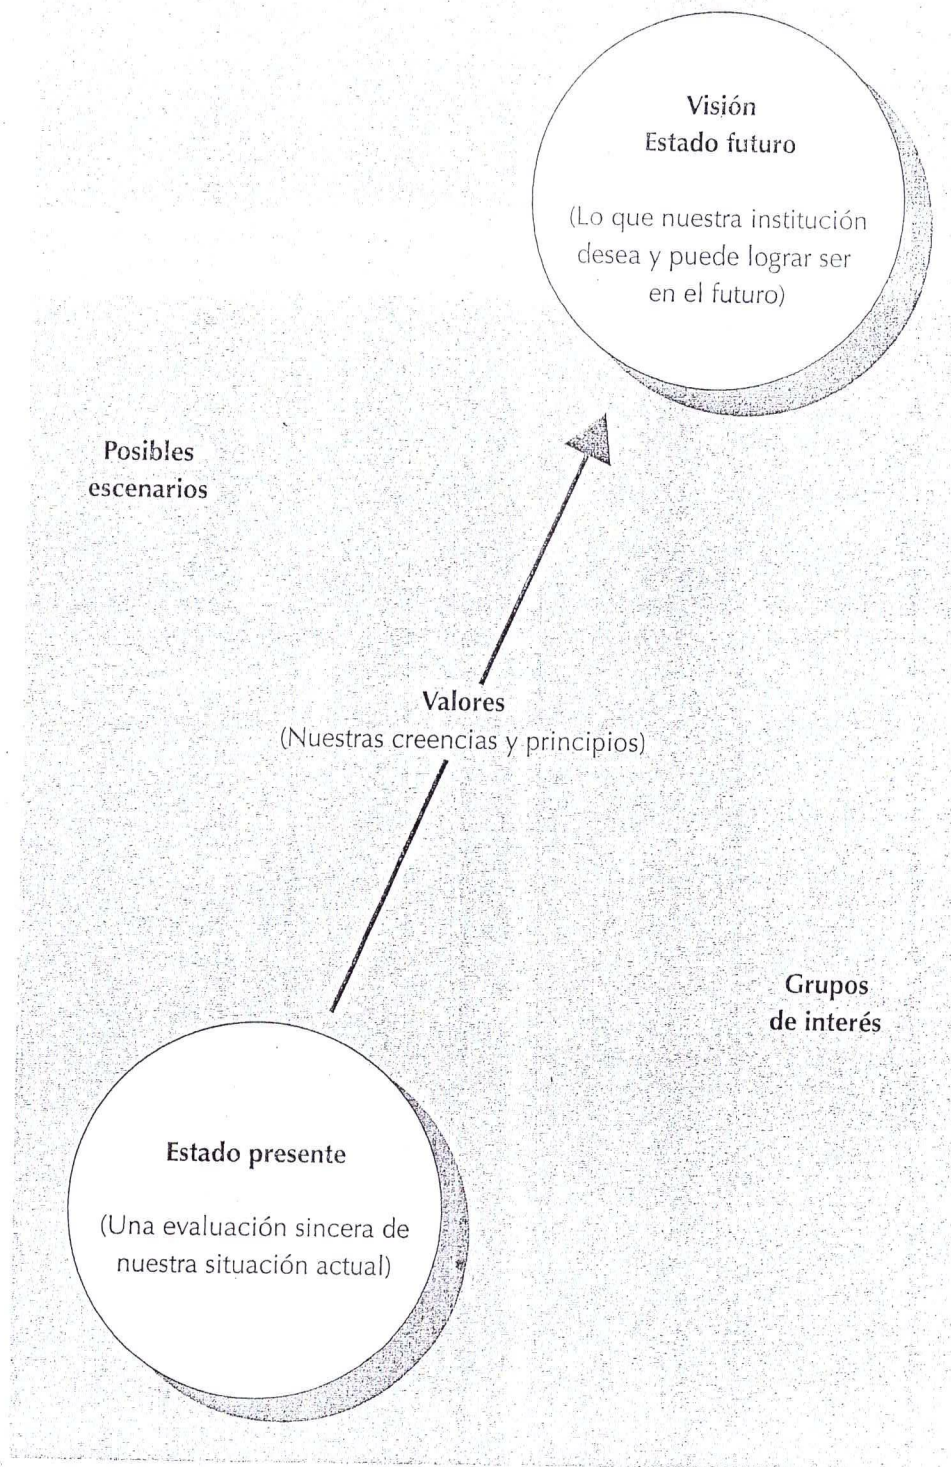 Visión
Estado futuro
(Lo que nuestra institución
desea y puede lograr ser
en el futuro)
Posibles
escenarios
Valores
(Nuestras creencias y principios)
Grupos
de interés
Estado presente
(Una evaluación sincera de
nuestra situación actual)